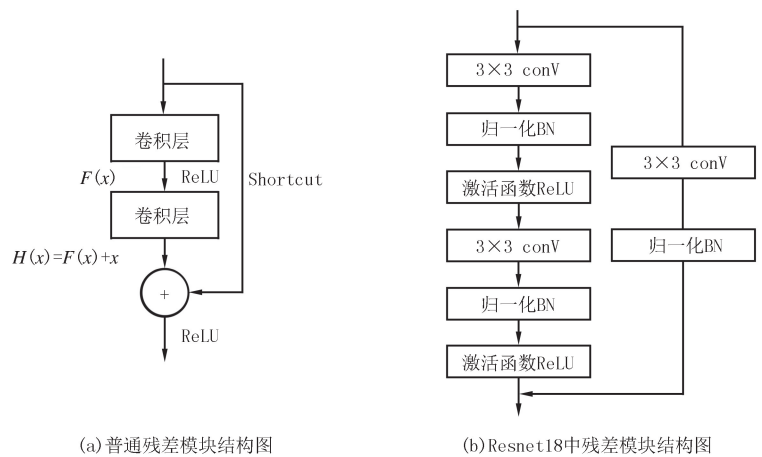 卷积层
F(x) ReLU
卷积层
Shortcut
H(x)=F(x)+x
+
ReLU
(a)普通残差模块结构图
3×3 conV
归一化BN
激活函数ReLU
3×3 conV
归一化BN
激活函数ReLU
3×3 conV
归一化BN
(b)Resnet18中残差模块结构图